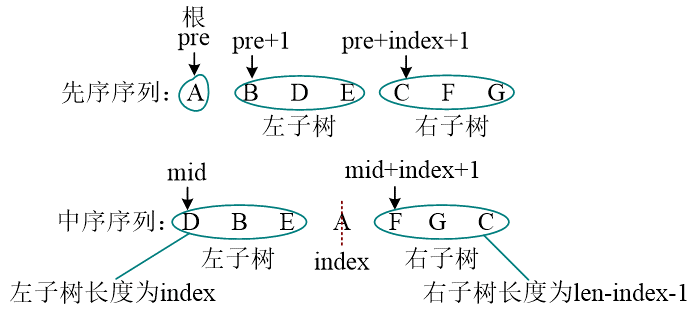 根
pre pre+1 pre+index+1
先序序列: A B D E C F G
左子树 右子树
mid mid+index+1
中序序列: D B E A F G C
左子树 index 右子树
左子树长度为index 右子树长度为len-index-1